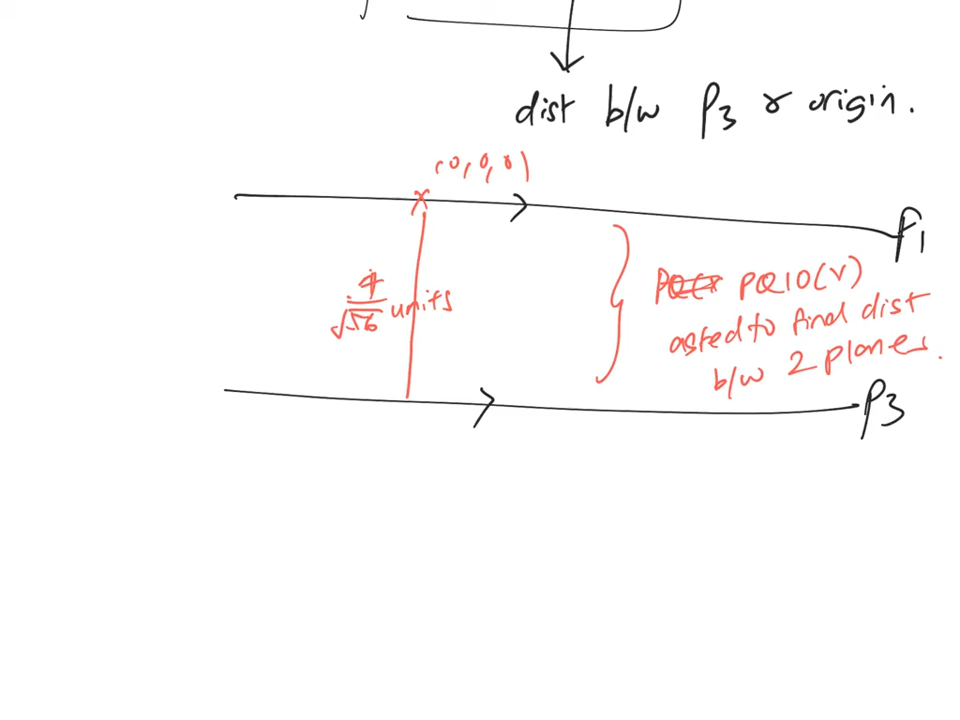 dist b/w P3 & origin.
(0, 0, 0)
P1
4/√56 units
PQ10(v)
asked to find dist
b/w 2 planes.
P3